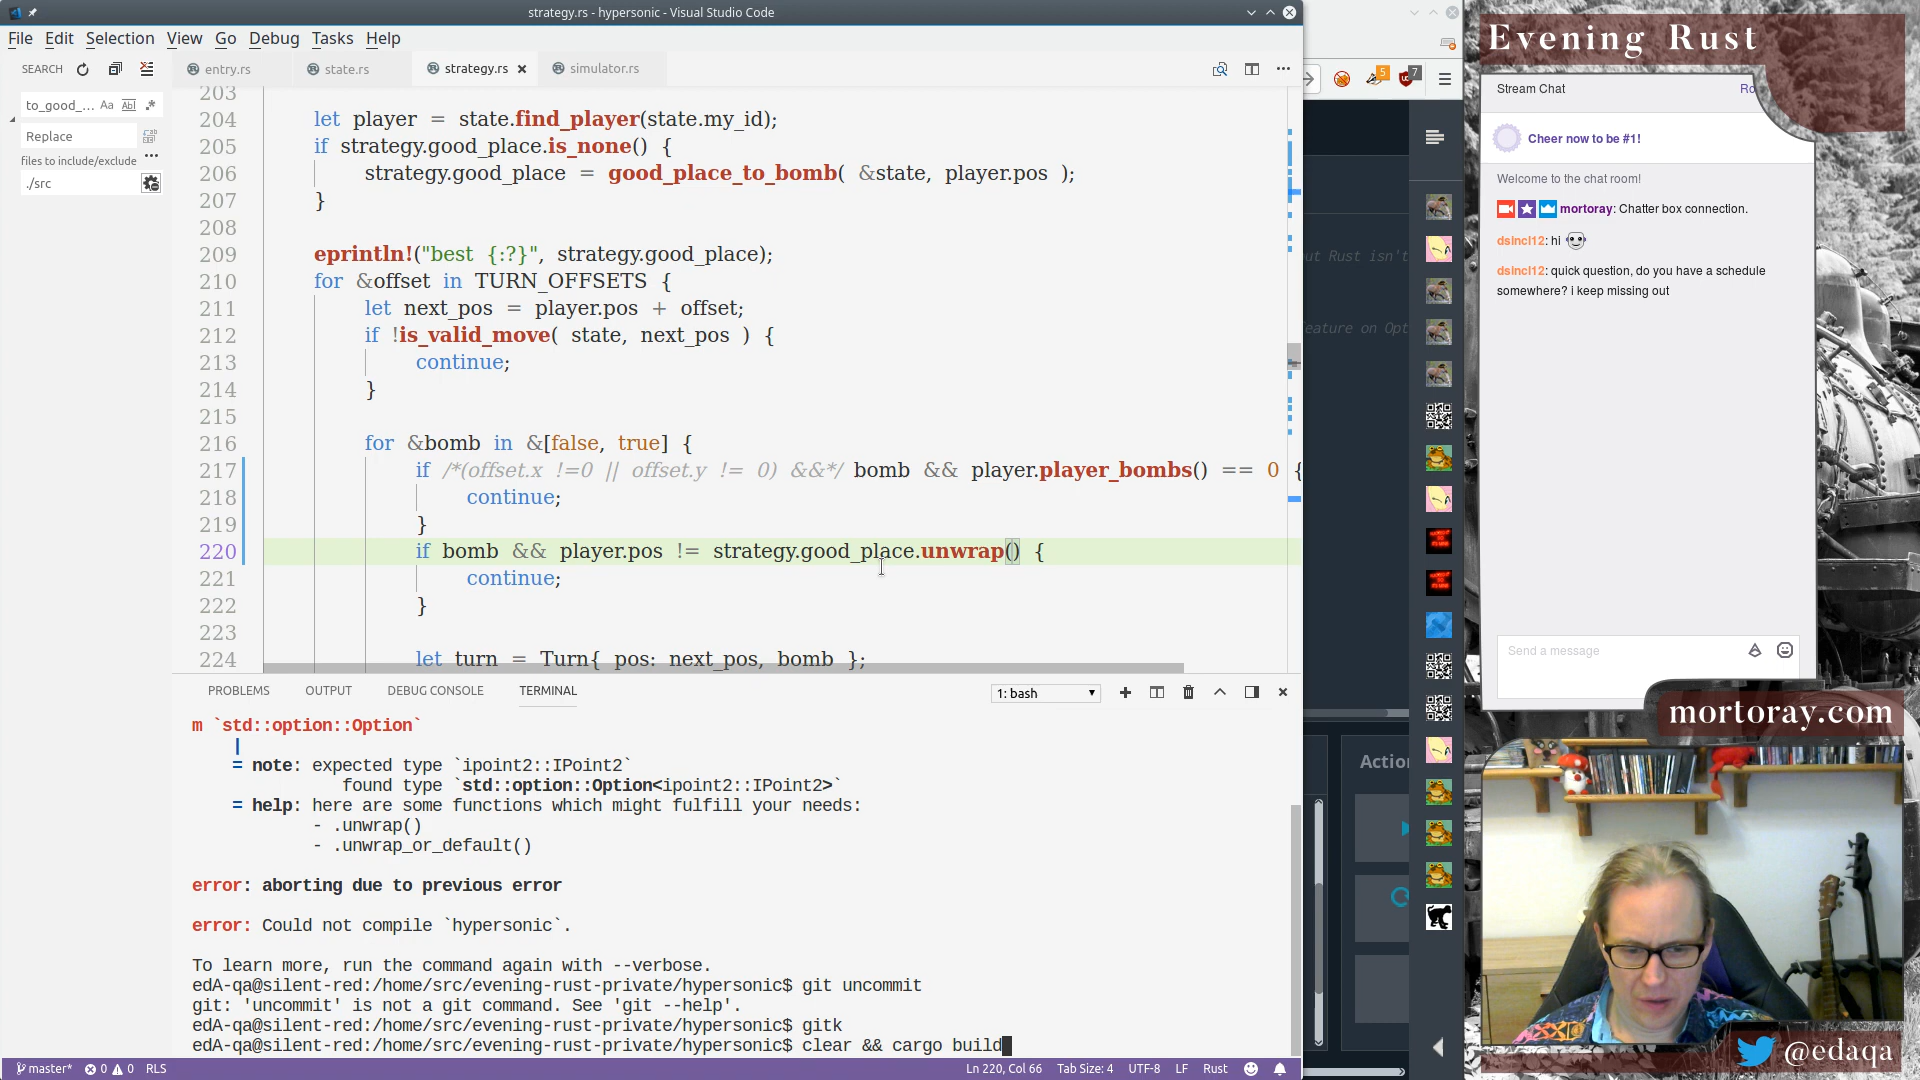 strategy.rs - hypersonic - Visual Studio Code
File Edit Selection View Go Debug Tasks Help
SEARCH
to_good_... Aa Abl .*
Replace
files to include/exclude ...
./src
entry.rs state.rs strategy.rs simulator.rs
203
204 let player = state.find_player(state.my_id);
205 if strategy.good_place.is_none() {
206 strategy.good_place = good_place_to_bomb( &state, player.pos );
207 }
208
209 eprintln!("best {:?}", strategy.good_place);
210 for &offset in TURN_OFFSETS {
211 let next_pos = player.pos + offset;
212 if !is_valid_move( state, next_pos ) {
213 continue;
214 }
215
216 for &bomb in &[false, true] {
217 if /*(offset.x !=0 || offset.y != 0) &&*/ bomb && player.player_bombs() == 0 {
218 continue;
219 }
220 if bomb && player.pos != strategy.good_place.unwrap() {
221 continue;
222 }
223
224 let turn = Turn{ pos: next_pos, bomb };
PROBLEMS OUTPUT DEBUG CONSOLE TERMINAL 1: bash
m `std::option::Option`
|
= note: expected type `ipoint2::IPoint2`
found type `std::option::Option<ipoint2::IPoint2>`
= help: here are some functions which might fulfill your needs:
- .unwrap()
- .unwrap_or_default()
error: aborting due to previous error
error: Could not compile `hypersonic`.
To learn more, run the command again with --verbose.
edA-qa@silent-red:/home/src/evening-rust-private/hypersonic$ git uncommit
git: 'uncommit' is not a git command. See 'git --help'.
edA-qa@silent-red:/home/src/evening-rust-private/hypersonic$ gitk
edA-qa@silent-red:/home/src/evening-rust-private/hypersonic$ clear && cargo build
master* 0 0 RLS Ln 220, Col 66 Tab Size: 4 UTF-8 LF Rust
5 7
out Rust isn't
eature on Opt
Action
Evening Rust
Stream Chat Ro
Cheer now to be #1!
Welcome to the chat room!
mortoray: Chatter box connection.
dsincl12: hi
dsincl12: quick question, do you have a schedule
somewhere? i keep missing out
Send a message
mortoray.com
@edaqa